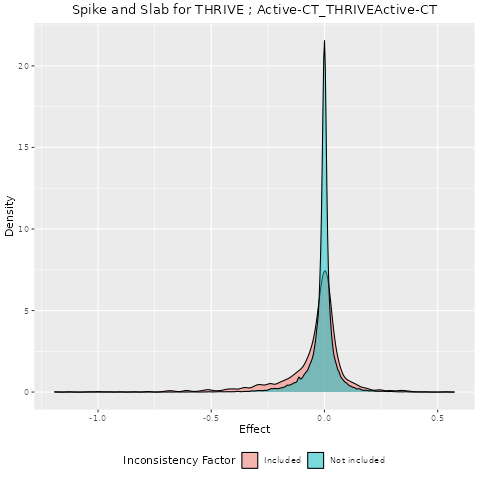 Spike and Slab for THRIVE ; Active-CT_THRIVEActive-CT
20
15
10
5
0
Density
-1.0 -0.5 0.0 0.5
Effect
Inconsistency Factor Included Not included